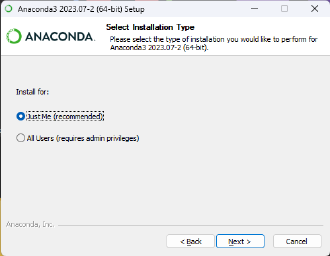 Anaconda3 2023.07-2 (64-bit) Setup
ANACONDA.
Select Installation Type
Please select the type of installation you would like to perform for
Anaconda3 2023.07-2 (64-bit).
Install for:
Just Me (recommended)
All Users (requires admin privileges)
Anaconda, Inc.
< Back
Next >
Cancel